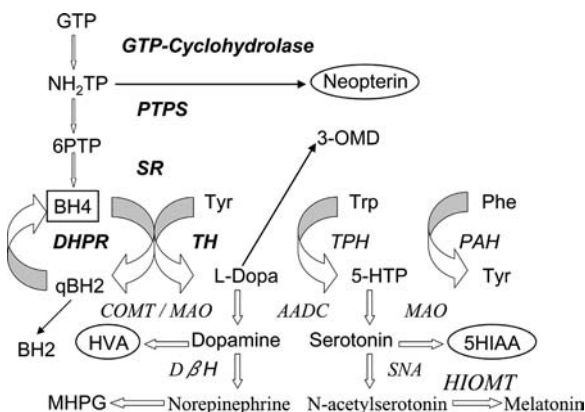 GTP
GTP-Cyclohydrolase
NH₂TP
Neopterin
PTPS
6PTP
3-OMD
SR
BH4
Tyr
Trp
Phe
DHPR
TH
TPH
PAH
qBH2
L-Dopa
5-HTP
Tyr
COMT / MAO
AADC
MAO
BH2
HVA
Dopamine
Serotonin
5HIAA
DβH
SNA
HIOMT
MHPG
Norepinephrine
N-acetylserotonin
Melatonin